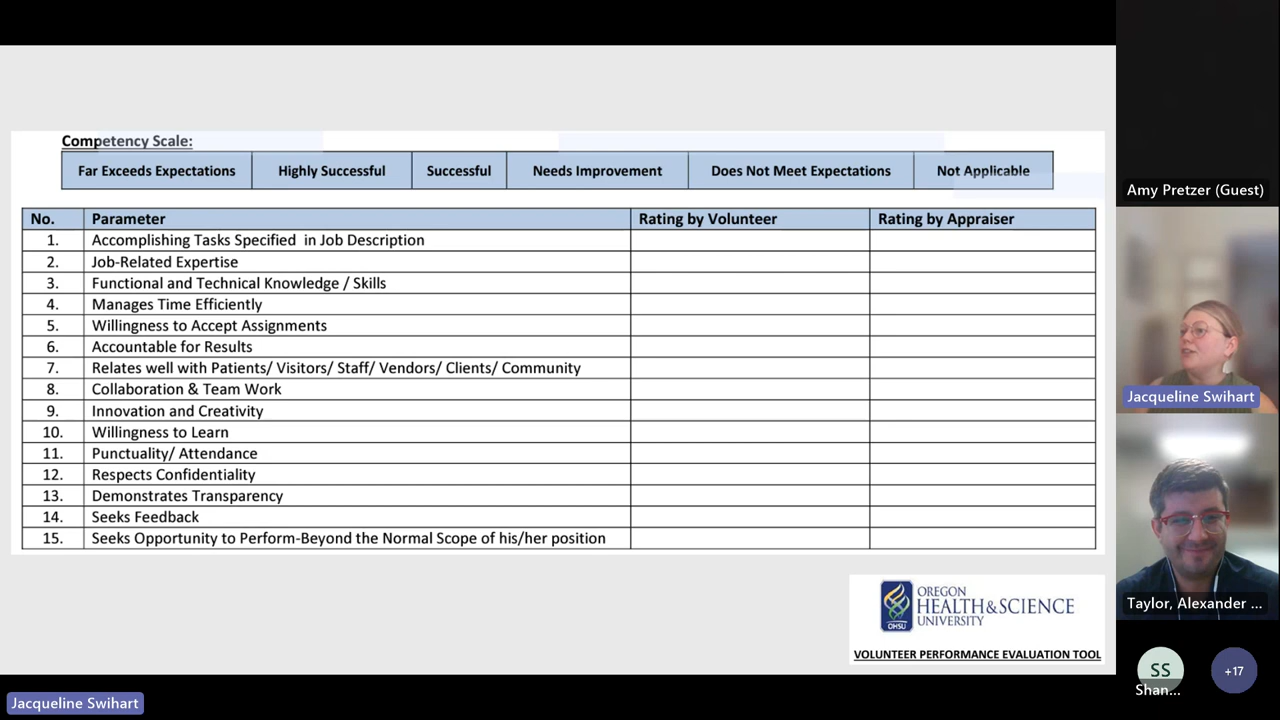 Competency Scale:
Far Exceeds Expectations Highly Successful Successful Needs Improvement Does Not Meet Expectations Not Applicable
No. Parameter Rating by Volunteer Rating by Appraiser
1. Accomplishing Tasks Specified in Job Description
2. Job-Related Expertise
3. Functional and Technical Knowledge / Skills
4. Manages Time Efficiently
5. Willingness to Accept Assignments
6. Accountable for Results
7. Relates well with Patients/ Visitors/ Staff/ Vendors/ Clients/ Community
8. Collaboration & Team Work
9. Innovation and Creativity
10. Willingness to Learn
11. Punctuality/ Attendance
12. Respects Confidentiality
13. Demonstrates Transparency
14. Seeks Feedback
15. Seeks Opportunity to Perform-Beyond the Normal Scope of his/her position
OHSU
OREGON
HEALTH&SCIENCE
UNIVERSITY
VOLUNTEER PERFORMANCE EVALUATION TOOL
Jacqueline Swihart
Amy Pretzer (Guest)
Jacqueline Swihart
Taylor, Alexander ...
SS
Shan...
+17